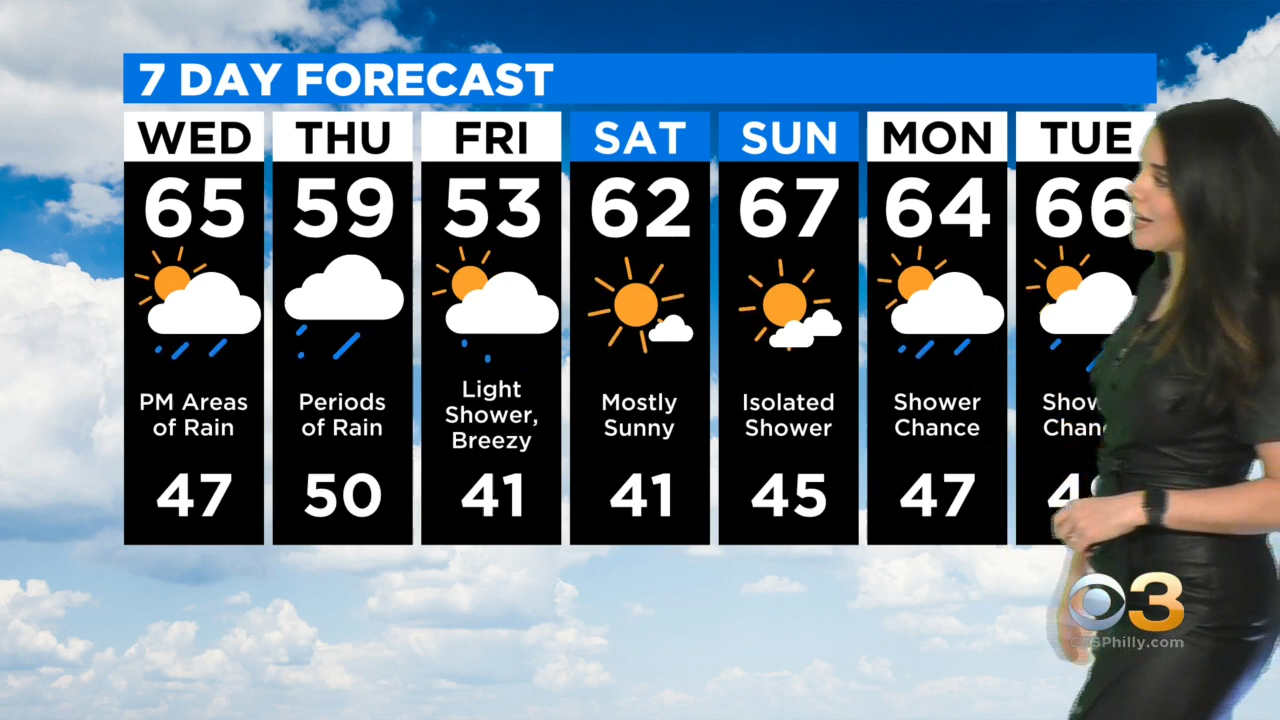 7 DAY FORECAST
WED THU FRI SAT SUN MON TUE
65 59 53 62 67 64 66
PM Areas
of Rain
Periods
of Rain
Light
Shower,
Breezy
Mostly
Sunny
Isolated
Shower
Shower
Chance
47 50 41 41 45 47
3
CBSPhilly.com